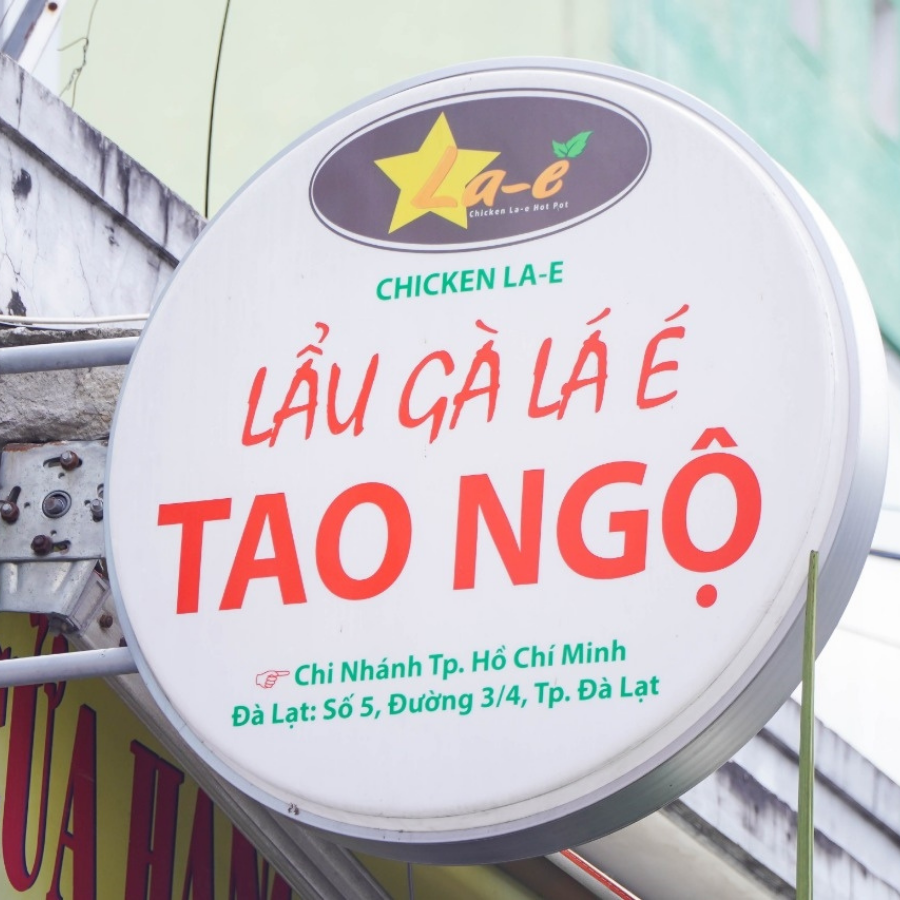 La-é
Chicken La-e Hot Pot
CHICKEN LA-E
LẨU GÀ LÁ É
TAO NGỘ
Chi Nhánh Tp. Hồ Chí Minh
Đà Lạt: Số 5, Đường 3/4, Tp. Đà Lạt